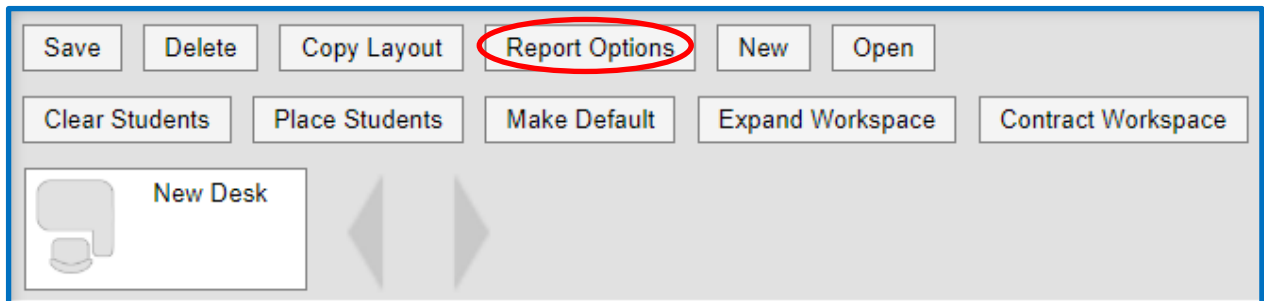 Save Delete Copy Layout Report Options New Open
Clear Students Place Students Make Default Expand Workspace Contract Workspace
New Desk